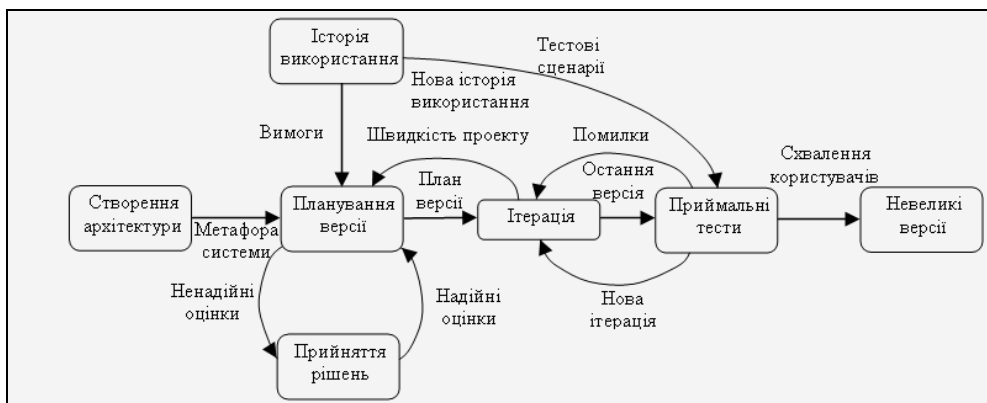 Історія
використання
Тестові
сценарії
Нова історія
використання
Вимоги
Швидкість проекту
Помилки
Схвалення
користувачів
План
версії
Остання
версія
Створення
архітектури
Метафора
системи
Планування
версії
Ітерація
Приймальні
тести
Невеликі
версії
Ненадійні
оцінки
Надійні
оцінки
Нова
ітерація
Прийняття
рішень